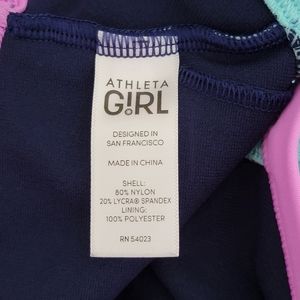 ATHLETA
GIRL
DESIGNED IN
SAN FRANCISCO
MADE IN CHINA
SHELL:
80% NYLON
20% LYCRA® SPANDEX
LINING:
100% POLYESTER
RN 54023